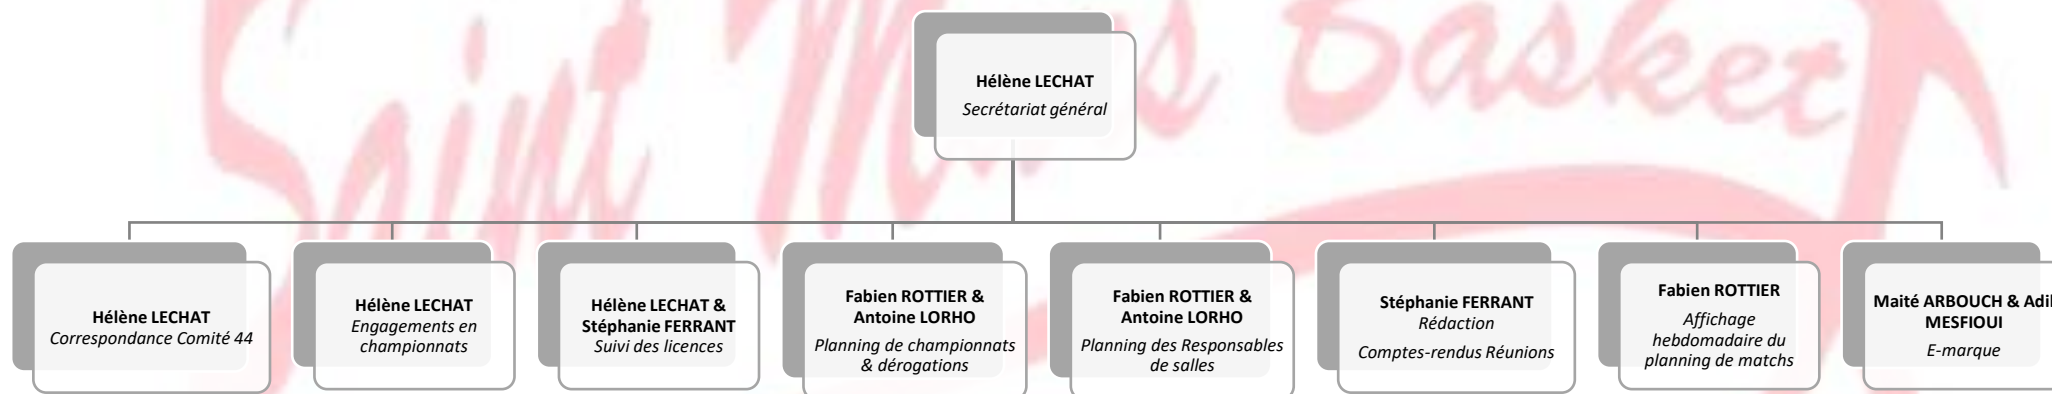 Saint Mars Basket
Hélène LECHAT
Secrétariat général
Hélène LECHAT
Correspondance Comité 44
Hélène LECHAT
Engagements en
championnats
Hélène LECHAT &
Stéphanie FERRANT
Suivi des licences
Fabien ROTTIER &
Antoine LORHO
Planning de championnats
& dérogations
Fabien ROTTIER &
Antoine LORHO
Planning des Responsables
de salles
Stéphanie FERRANT
Rédaction
Comptes-rendus Réunions
Fabien ROTTIER
Affichage
hebdomadaire du
planning de matchs
Maité ARBOUCH & Adil
MESFIOUI
E-marque